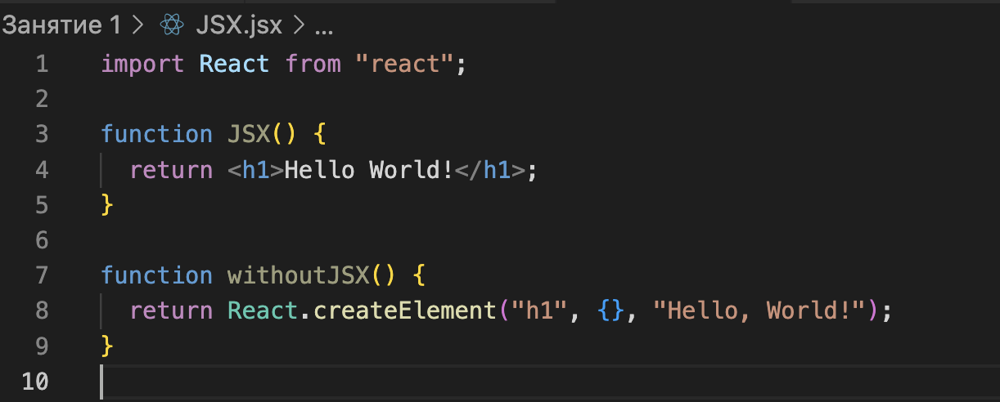 Занятие 1 > JSX.jsx > ...
1 import React from "react";
2
3 function JSX() {
4 return <h1>Hello World!</h1>;
5 }
6
7 function withoutJSX() {
8 return React.createElement("h1", {}, "Hello, World!");
9 }
10